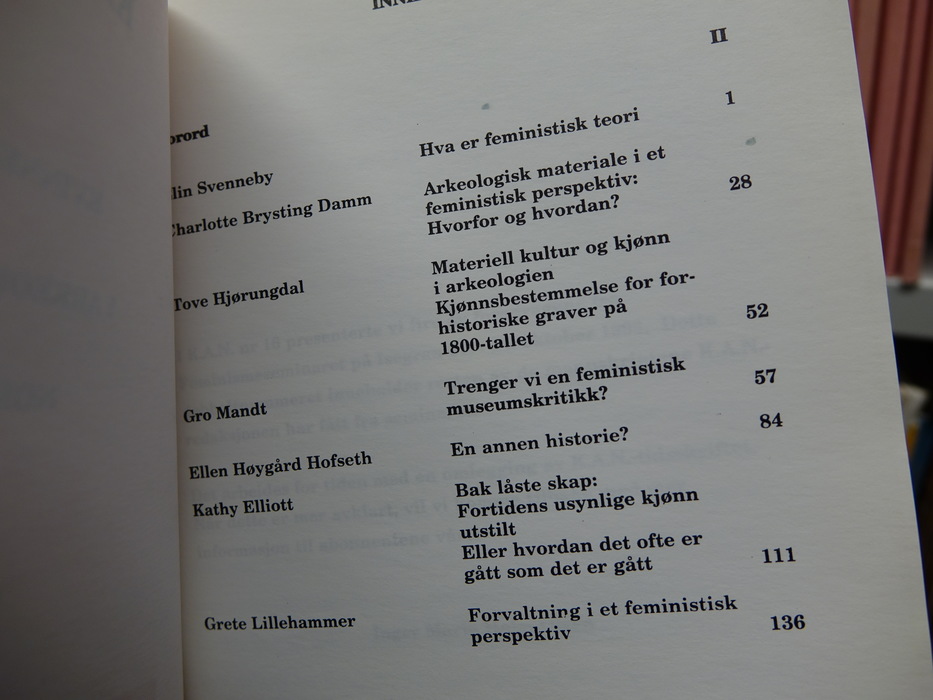 orord II
lin Svenneby Hva er feministisk teori 1
harlotte Brysting Damm Arkeologisk materiale i et
feministisk perspektiv:
Hvorfor og hvordan? 28
Tove Hjørungdal Materiell kultur og kjønn
i arkeologien
Kjønnsbestemmelse for for-
historiske graver på
1800-tallet 52
Gro Mandt Trenger vi en feministisk
museumskritikk? 57
Ellen Høygård Hofseth En annen historie? 84
Kathy Elliott Bak låste skap:
Fortidens usynlige kjønn
utstilt
Eller hvordan det ofte er
gått som det er gått 111
Grete Lillehammer Forvaltning i et feministisk
perspektiv 136